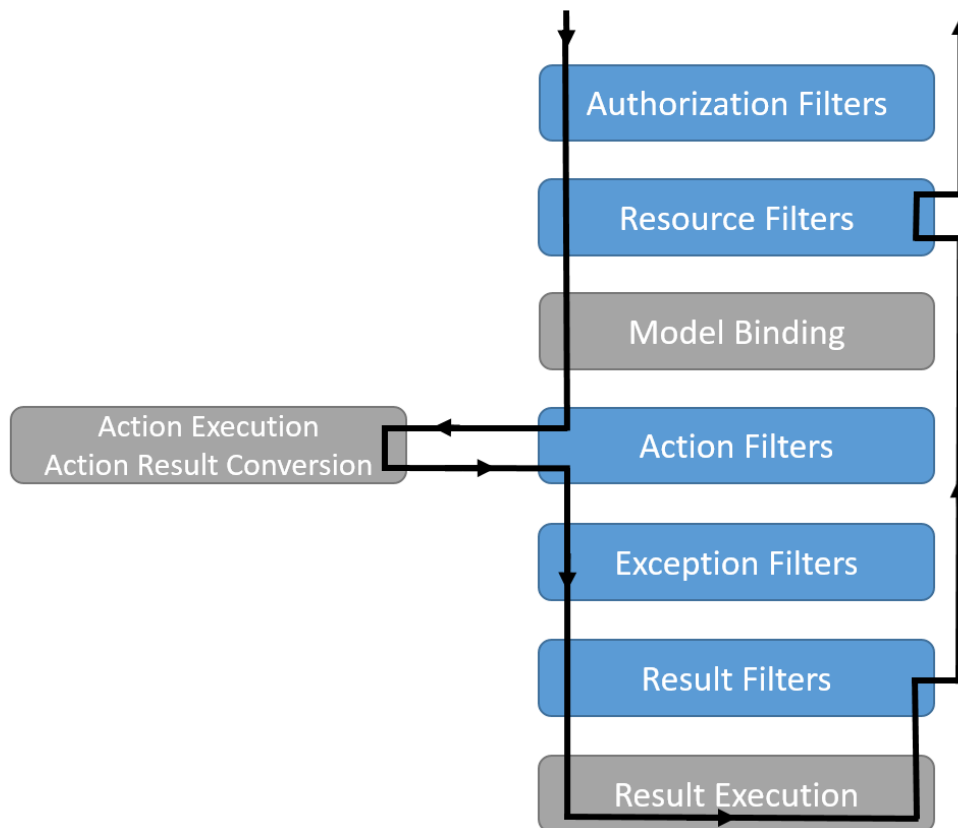 Authorization Filters
Resource Filters
Model Binding
Action Execution
Action Result Conversion
Action Filters
Exception Filters
Result Filters
Result Execution